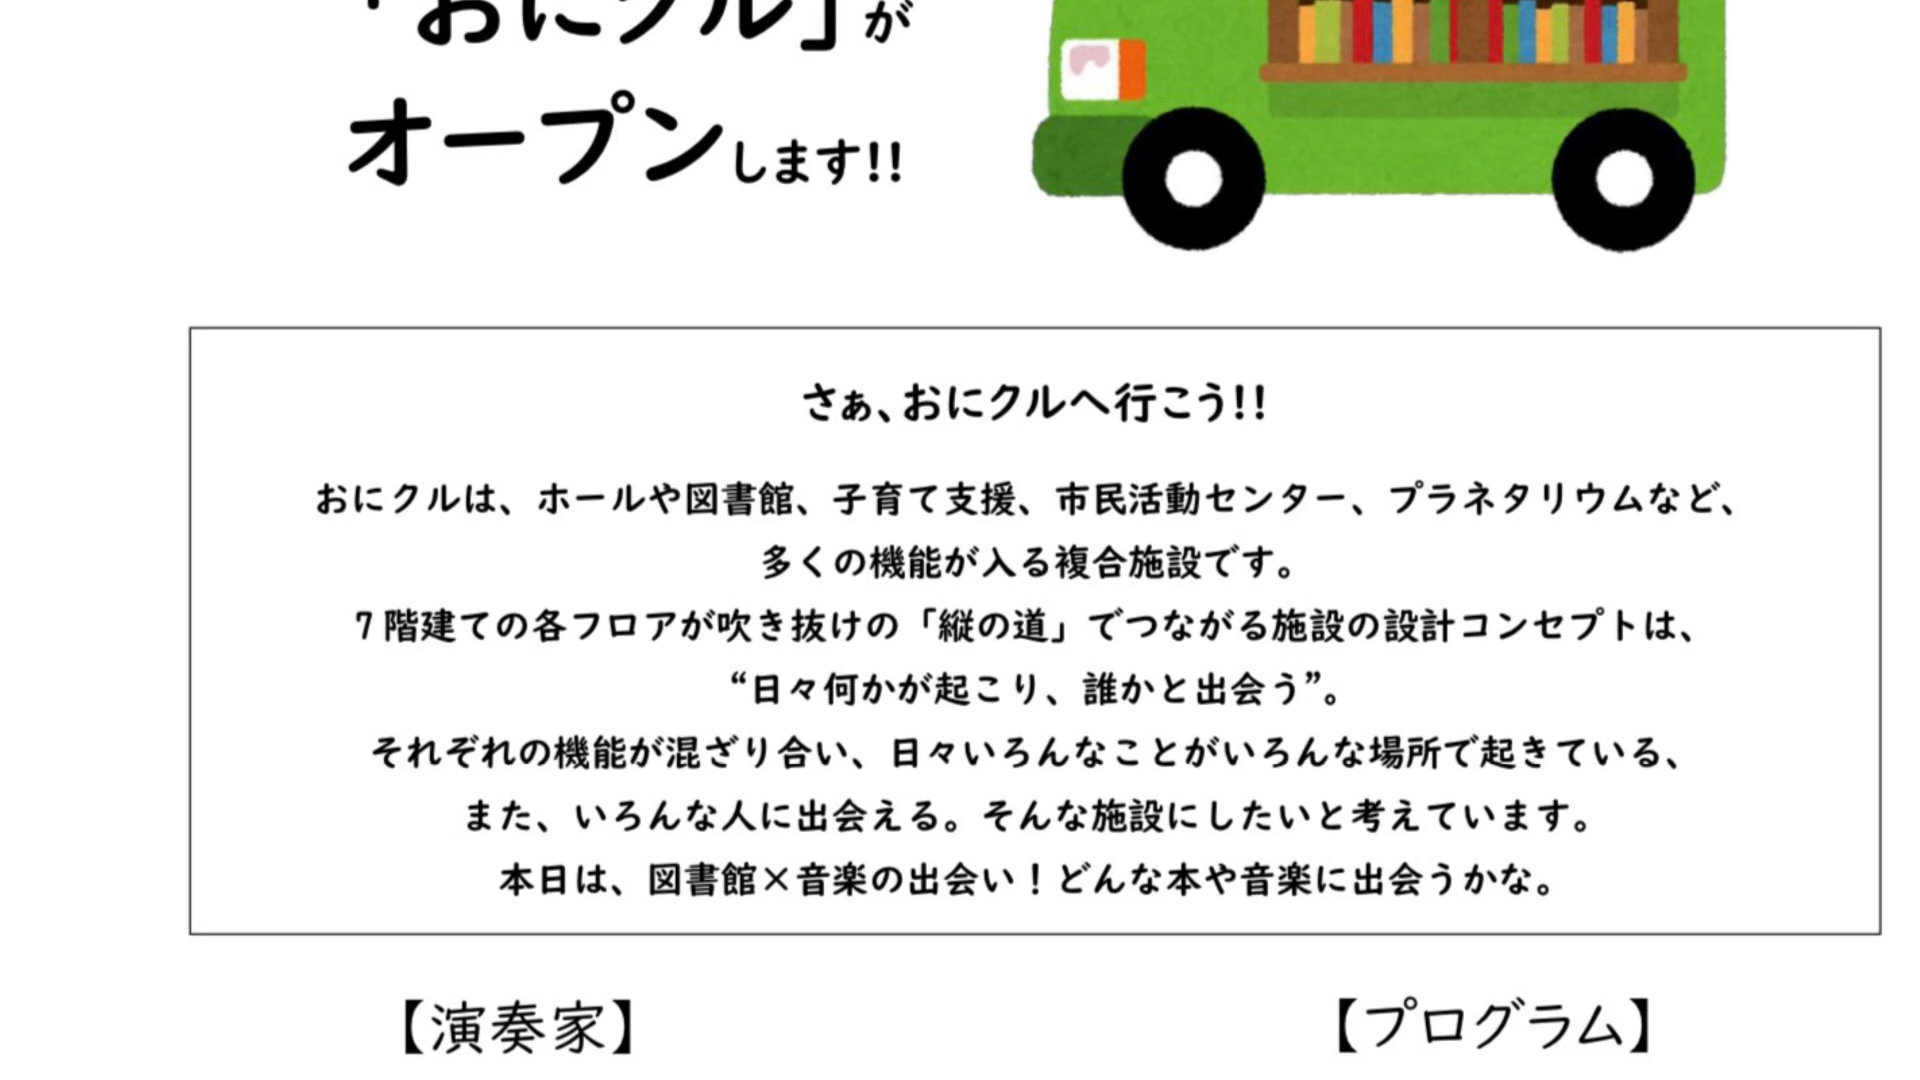 「おにクル」が
オープンします!!
さぁ、おにクルへ行こう!!
おにクルは、ホールや図書館、子育て支援、市民活動センター、プラネタリウムなど、
多くの機能が入る複合施設です。
7階建ての各フロアが吹き抜けの「縦の道」でつながる施設の設計コンセプトは、
“日々何かが起こり、誰かと出会う”。
それぞれの機能が混ざり合い、日々いろんなことがいろんな場所で起きている、
また、いろんな人に出会える。そんな施設にしたいと考えています。
本日は、図書館×音楽の出会い！どんな本や音楽に出会うかな。
【演奏家】
【プログラム】